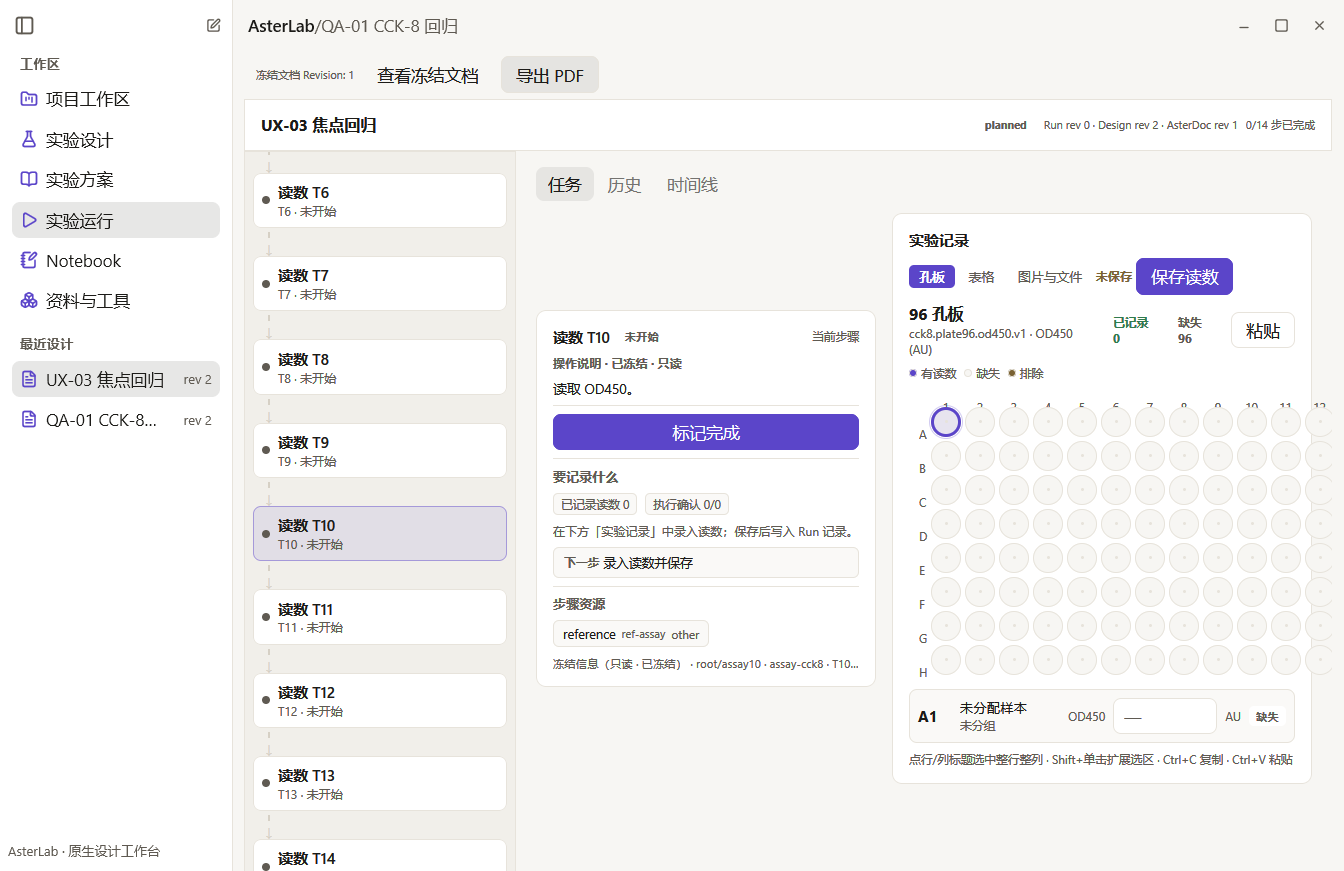 AsterLab/QA-01 CCK-8 回归
工作区
项目工作区
实验设计
实验方案
实验运行
Notebook
资料与工具
最近设计
UX-03 焦点回归 rev 2
QA-01 CCK-8... rev 2
AsterLab · 原生设计工作台
冻结文档 Revision: 1 查看冻结文档 导出 PDF
UX-03 焦点回归
planned Run rev 0 · Design rev 2 · AsterDoc rev 1 0/14 步已完成
读数 T6
T6 · 未开始
读数 T7
T7 · 未开始
读数 T8
T8 · 未开始
读数 T9
T9 · 未开始
读数 T10
T10 · 未开始
读数 T11
T11 · 未开始
读数 T12
T12 · 未开始
读数 T13
T13 · 未开始
读数 T14
任务 历史 时间线
读数 T10 未开始 当前步骤
操作说明 · 已冻结 · 只读
读取 OD450。
标记完成
要记录什么
已记录读数 0 执行确认 0/0
在下方「实验记录」中录入读数；保存后写入 Run 记录。
下一步 录入读数并保存
步骤资源
reference ref-assay other
冻结信息（只读 · 已冻结） · root/assay10 · assay-cck8 · T10...
实验记录
孔板 表格 图片与文件 未保存 保存读数
96 孔板
cck8.plate96.od450.v1 · OD450
(AU)
已记录
0
缺失
96
粘贴
有读数 缺失 排除
1 2 3 4 5 6 7 8 9 10 11 12
A
B
C
D
E
F
G
H
A1 未分配样本
未分组
OD450 — AU 缺失
点行/列标题选中整行整列 · Shift+单击扩展选区 · Ctrl+C 复制 · Ctrl+V 粘贴